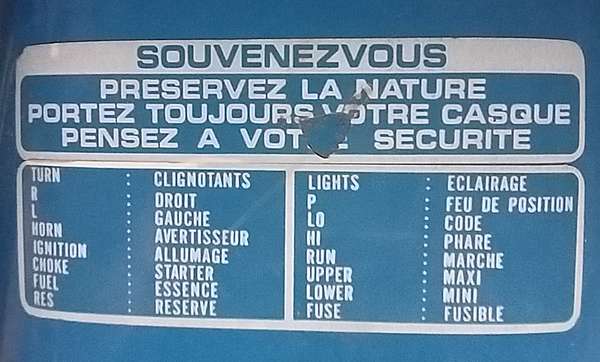 SOUVENEZVOUS
PRESERVEZ LA NATURE
PORTEZ TOUJOURS VOTRE CASQUE
PENSEZ A VOTRE SECURITE
TURN : CLIGNOTANTS
R : DROIT
L : GAUCHE
HORN : AVERTISSEUR
IGNITION : ALLUMAGE
CHOKE : STARTER
FUEL : ESSENCE
RES : RESERVE
LIGHTS : ECLAIRAGE
P : FEU DE POSITION
LO : CODE
HI : PHARE
RUN : MARCHE
UPPER : MAXI
LOWER : MINI
FUSE : FUSIBLE